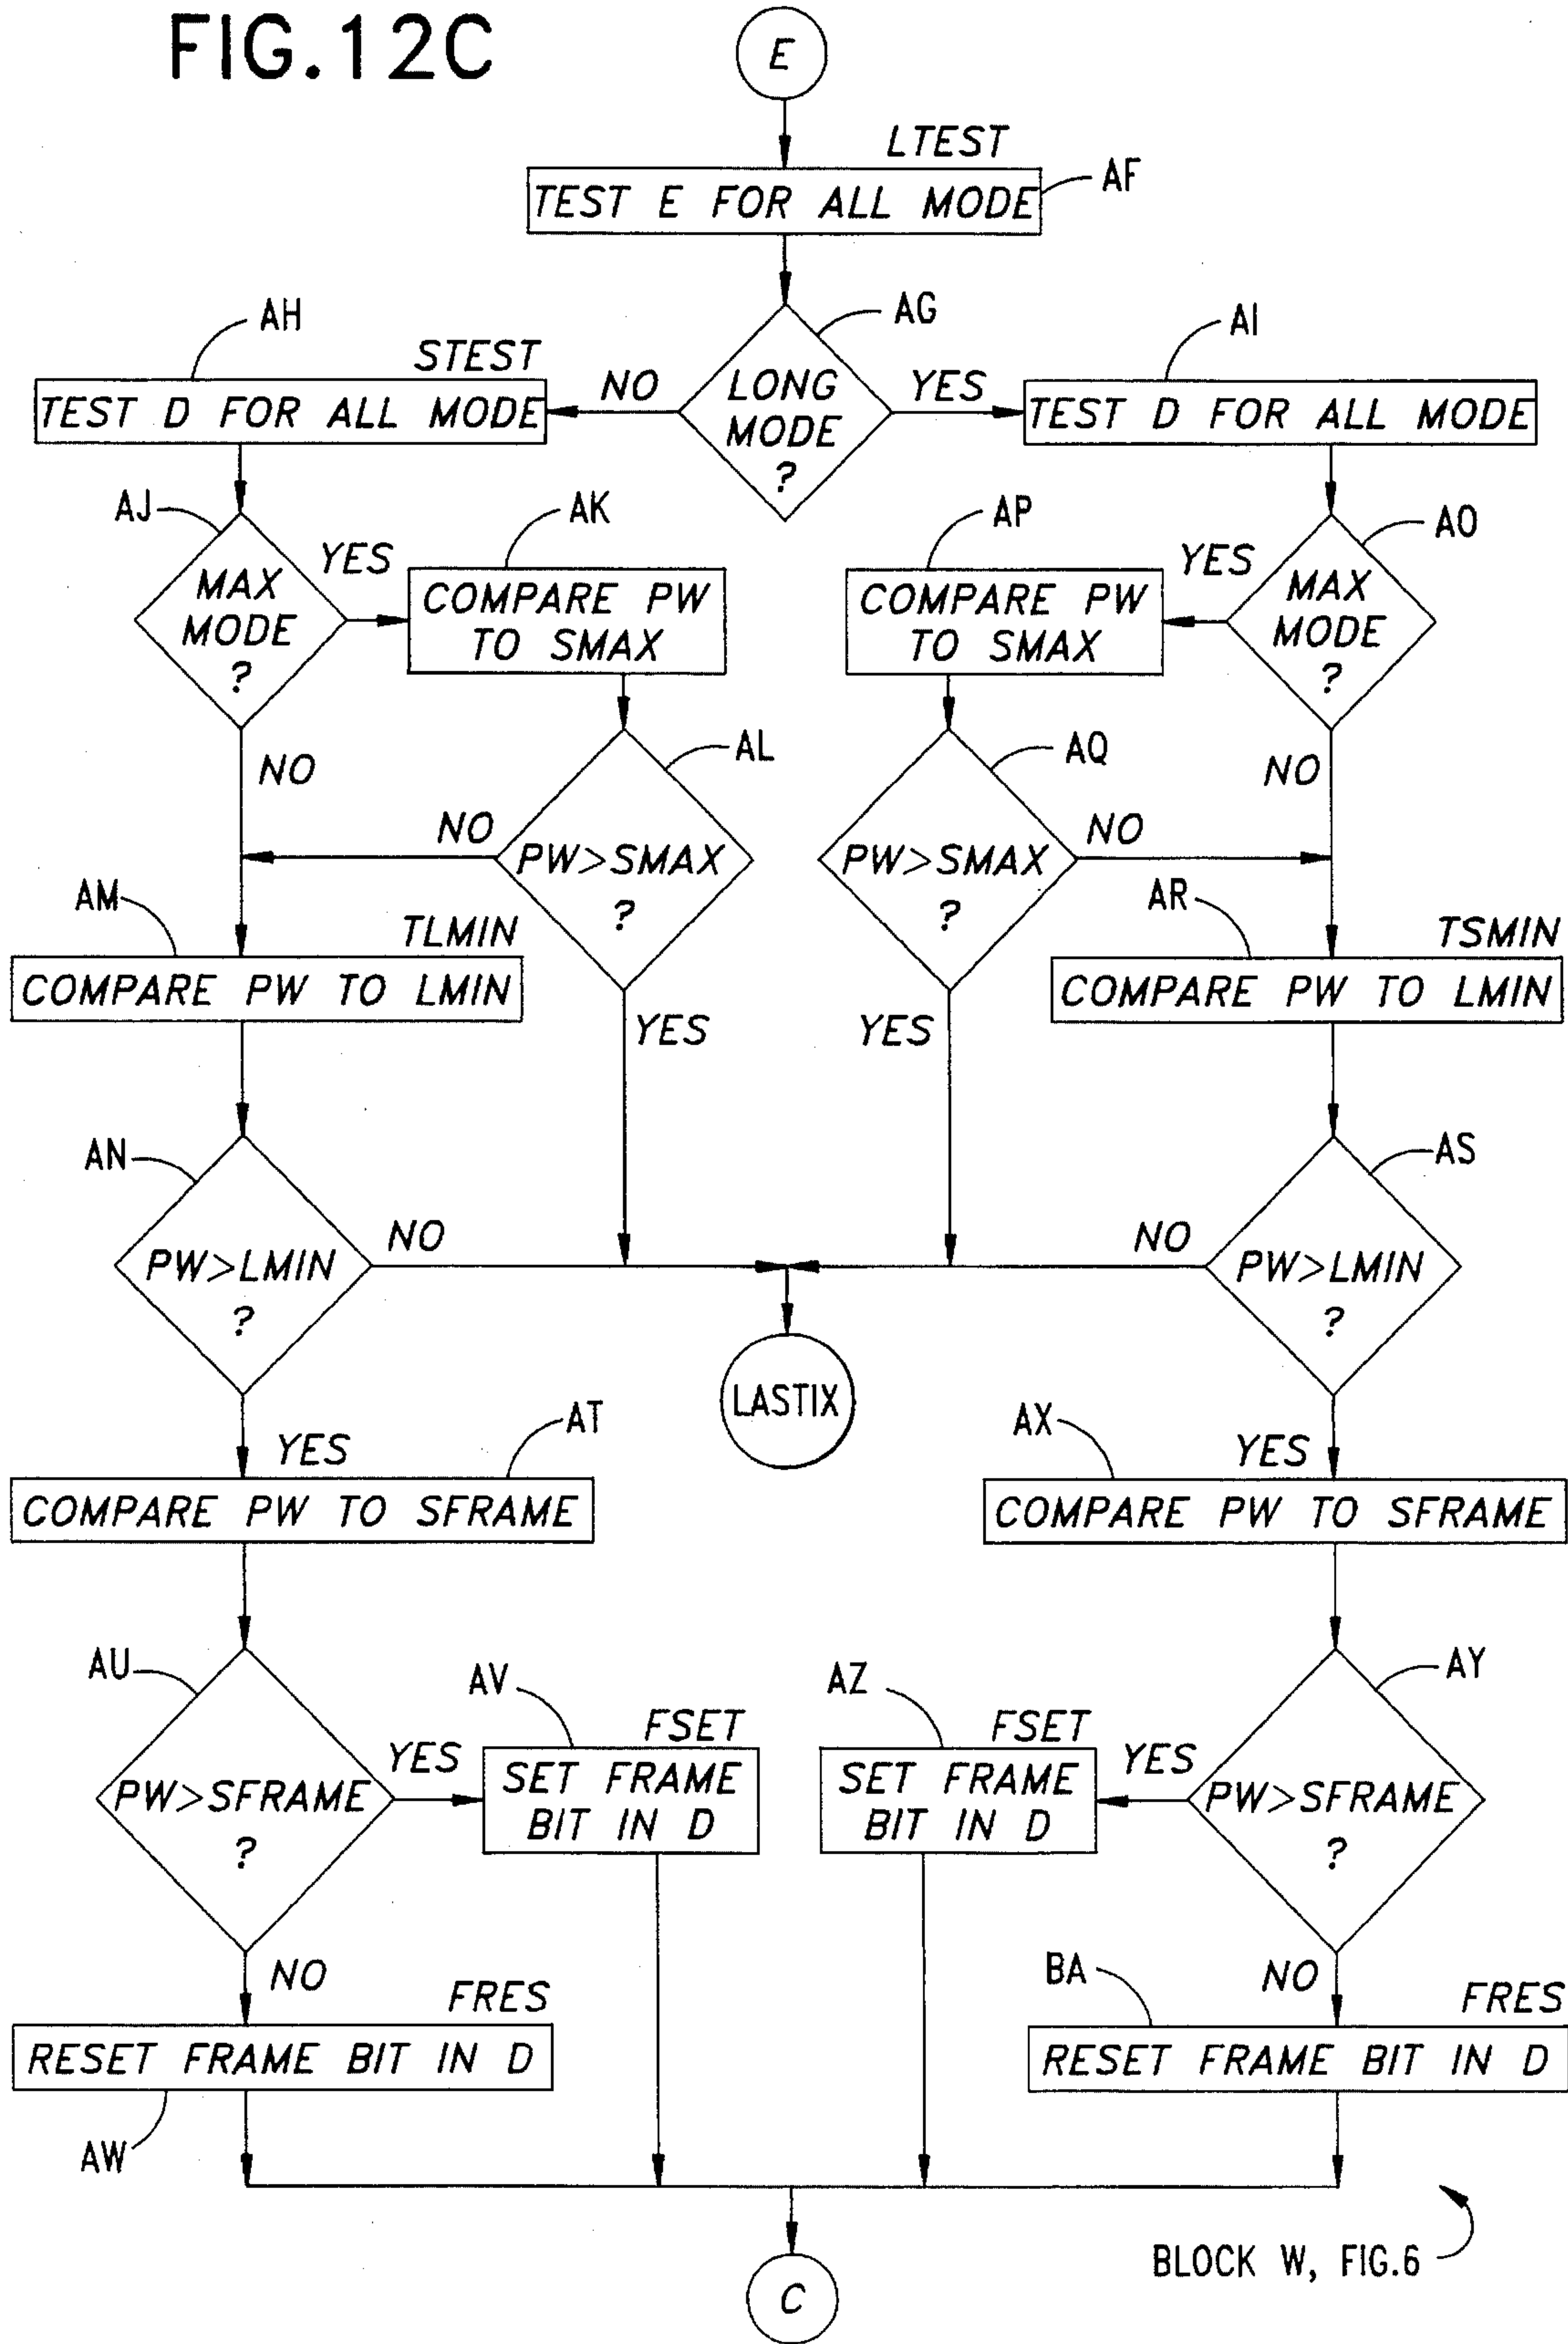 FIG.12C
E
LTEST
AF
TEST E FOR ALL MODE
AG
LONG
MODE
?
NO
YES
AH
STEST
TEST D FOR ALL MODE
AI
TEST D FOR ALL MODE
AJ
MAX
MODE
?
YES
AK
COMPARE PW
TO SMAX
AP
COMPARE PW
TO SMAX
YES
AO
MAX
MODE
?
NO
AL
PW>SMAX
?
NO
YES
AQ
PW>SMAX
?
NO
YES
NO
AM
TLMIN
COMPARE PW TO LMIN
AR
TSMIN
COMPARE PW TO LMIN
AN
PW>LMIN
?
NO
AS
PW>LMIN
?
NO
LASTIX
YES
AT
COMPARE PW TO SFRAME
AX
YES
COMPARE PW TO SFRAME
AU
PW>SFRAME
?
YES
AV
FSET
SET FRAME
BIT IN D
AZ
FSET
SET FRAME
BIT IN D
YES
AY
PW>SFRAME
?
NO
FRES
RESET FRAME BIT IN D
AW
BA
NO
FRES
RESET FRAME BIT IN D
C
BLOCK W, FIG.6